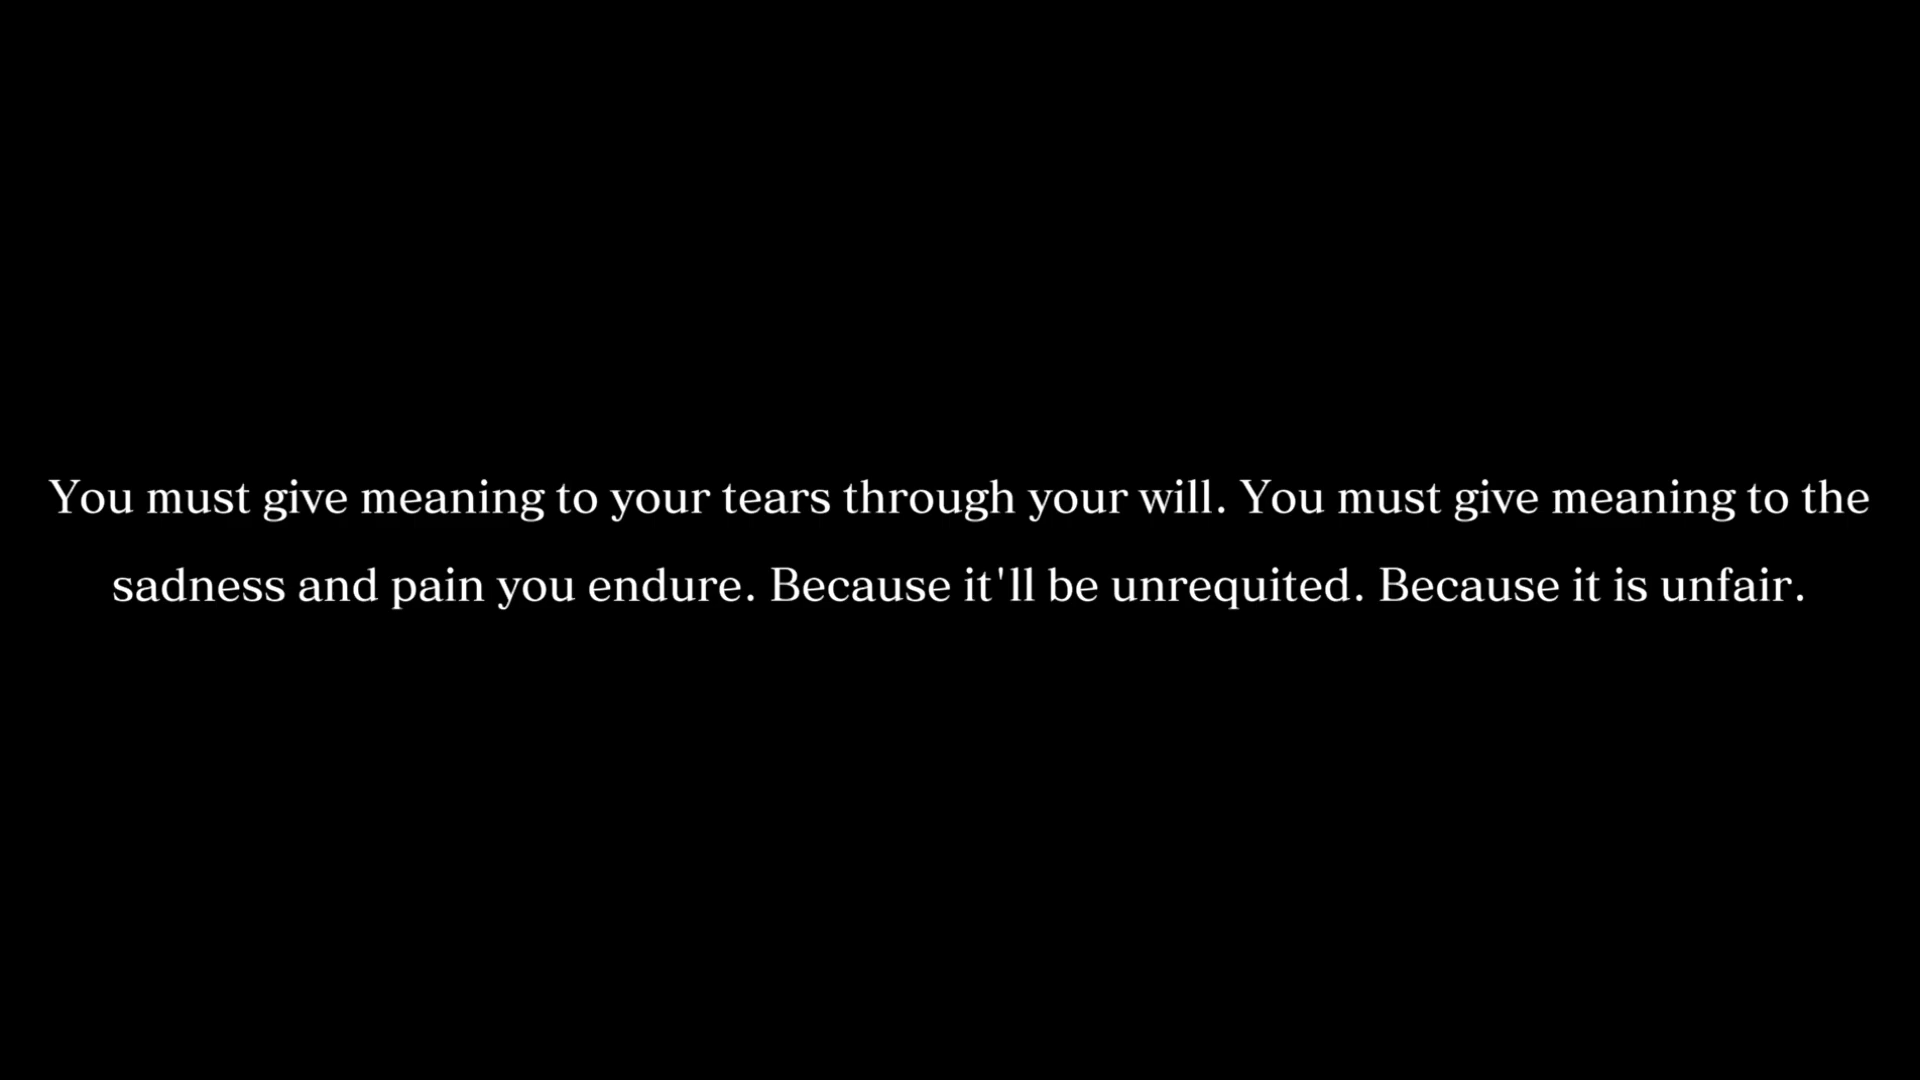 You must give meaning to your tears through your will. You must give meaning to the
sadness and pain you endure. Because it'll be unrequited. Because it is unfair.